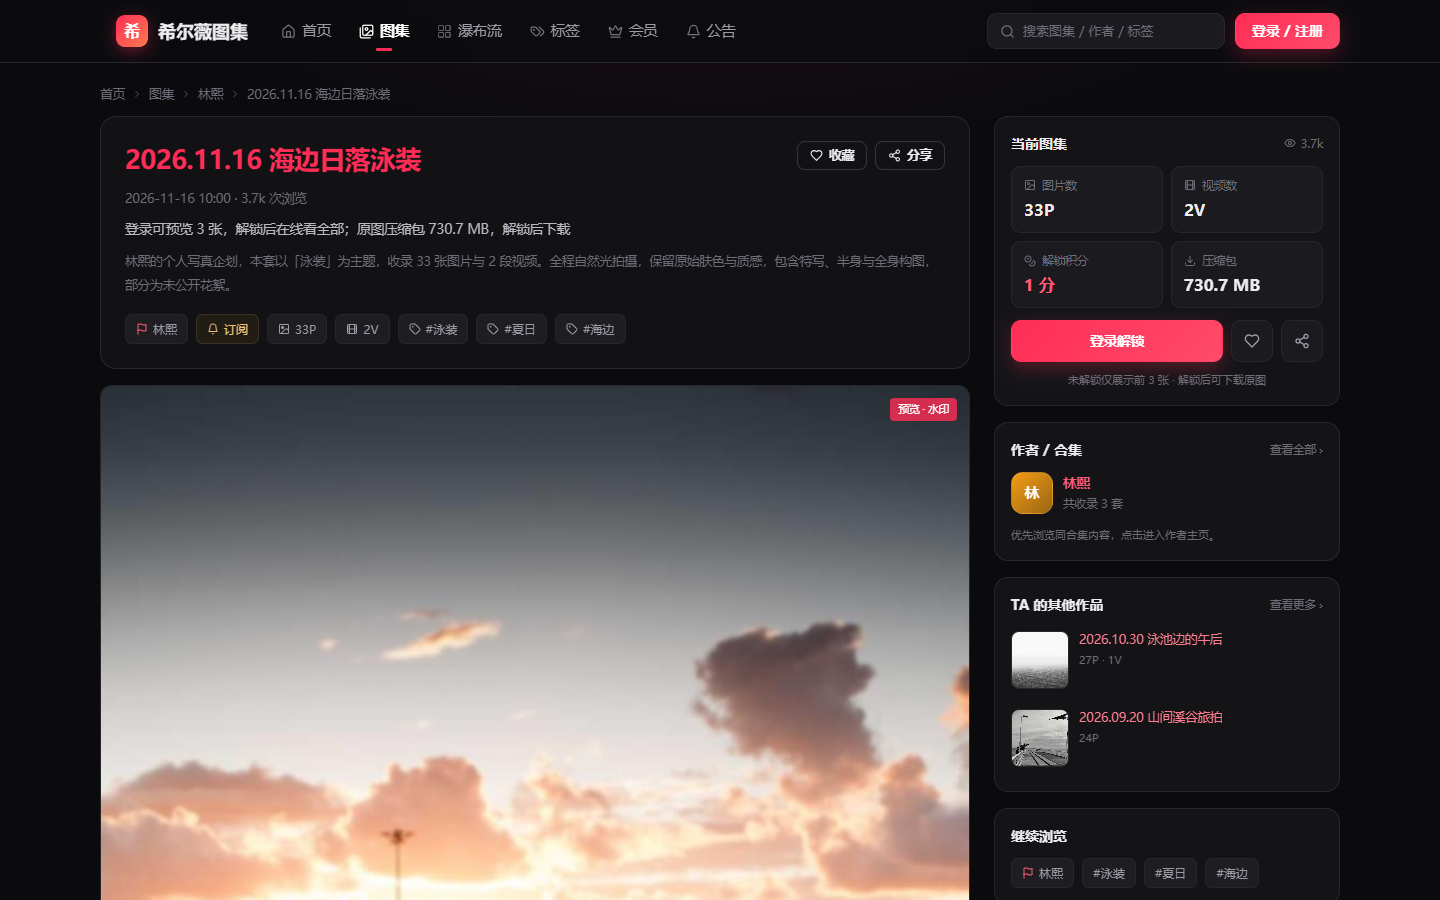 希 希尔薇图集 首页 图集 瀑布流 标签 会员 公告 搜索图集 / 作者 / 标签 登录 / 注册
首页 › 图集 › 林熙 › 2026.11.16 海边日落泳装
2026.11.16 海边日落泳装
收藏 分享
2026-11-16 10:00 · 3.7k 次浏览
登录可预览 3 张，解锁后在线看全部；原图压缩包 730.7 MB，解锁后下载
林熙的个人写真企划，本套以「泳装」为主题，收录 33 张图片与 2 段视频。全程自然光拍摄，保留原始肤色与质感，包含特写、半身与全身构图，
部分为未公开花絮。
林熙 订阅 33P 2V #泳装 #夏日 #海边
预览 · 水印
当前图集 3.7k
图片数 视频数
33P 2V
解锁积分 压缩包
1 分 730.7 MB
登录解锁
未解锁仅展示前 3 张 · 解锁后可下载原图
作者 / 合集 查看全部 ›
林 林熙
共收录 3 套
优先浏览同合集内容，点击进入作者主页。
TA 的其他作品 查看更多 ›
2026.10.30 泳池边的午后
27P · 1V
2026.09.20 山间溪谷旅拍
24P
继续浏览
林熙 #泳装 #夏日 #海边